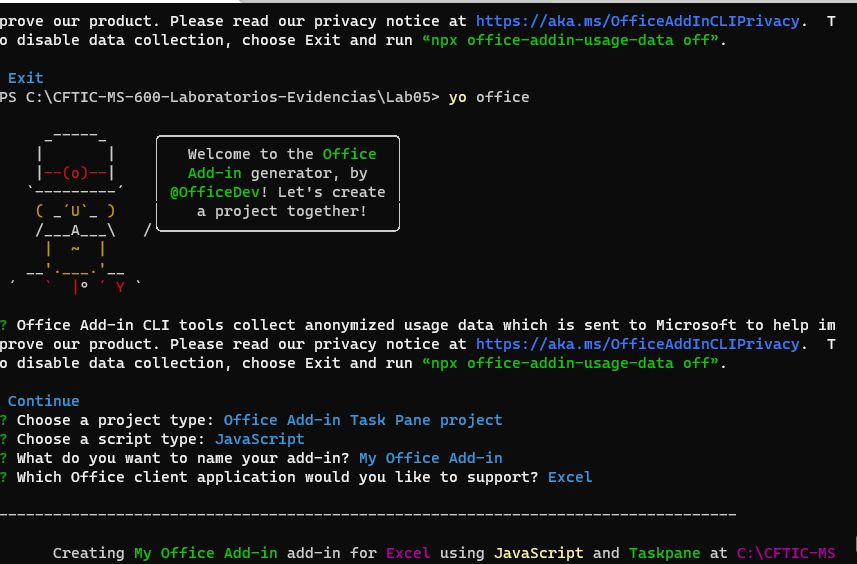 prove our product. Please read our privacy notice at https://aka.ms/OfficeAddInCLIPrivacy.  T
o disable data collection, choose Exit and run “npx office-addin-usage-data off”.
Exit
PS C:\CFTIC-MS-600-Laboratorios-Evidencias\Lab05> yo office
Welcome to the Office
Add-in generator, by
@OfficeDev! Let's create
a project together!
? Office Add-in CLI tools collect anonymized usage data which is sent to Microsoft to help im
prove our product. Please read our privacy notice at https://aka.ms/OfficeAddInCLIPrivacy.  T
o disable data collection, choose Exit and run “npx office-addin-usage-data off”.
Continue
? Choose a project type: Office Add-in Task Pane project
? Choose a script type: JavaScript
? What do you want to name your add-in? My Office Add-in
? Which Office client application would you like to support? Excel
----------------------------------------------------------------------------------
Creating My Office Add-in add-in for Excel using JavaScript and Taskpane at C:\CFTIC-MS